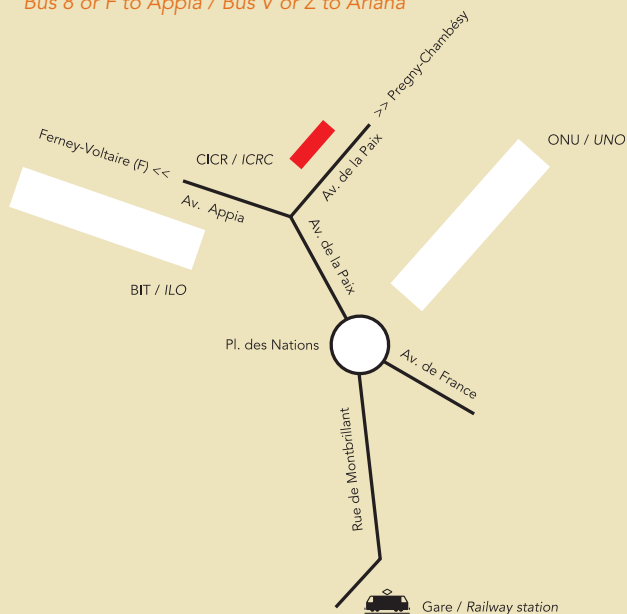 Bus 8 or F to Appia / Bus V or Z to Ariana
>> Pregny-Chambésy
Ferney-Voltaire (F) <<
CICR / ICRC
ONU / UNO
Av. de la Paix
Av. Appia
Av. de la Paix
BIT / ILO
Pl. des Nations
Av. de France
Rue de Montbrillant
Gare / Railway station